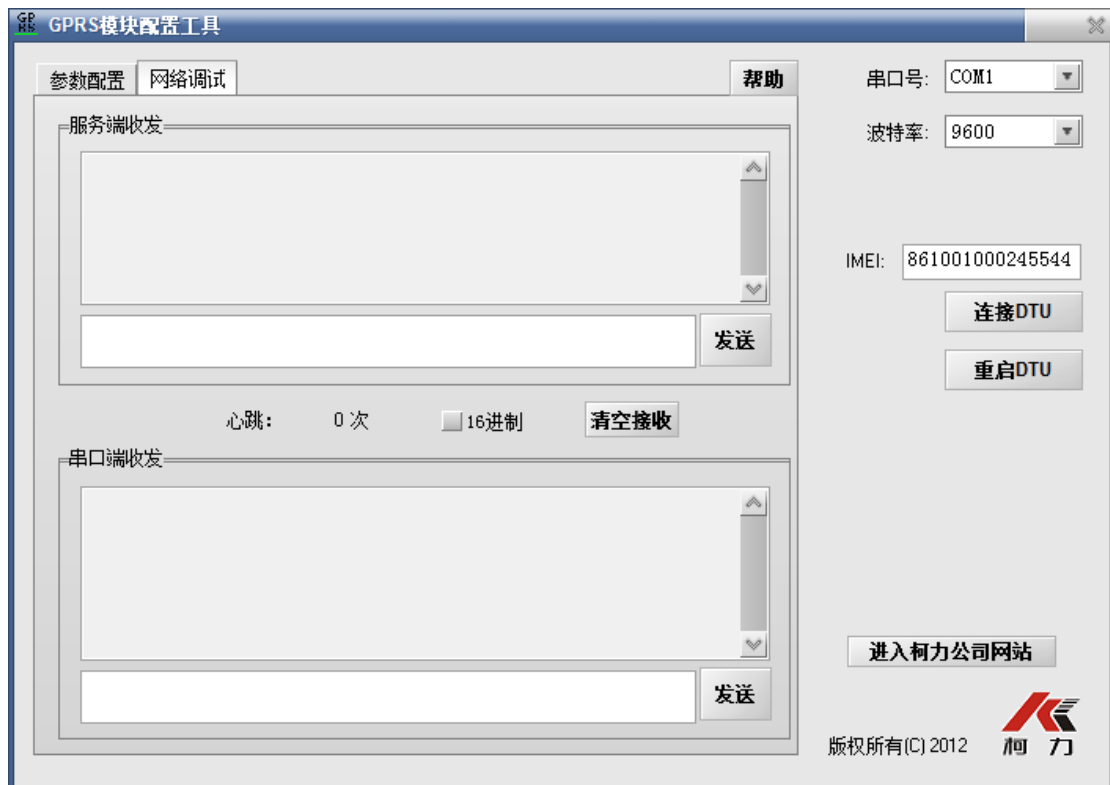 GPRS模块配置工具
参数配置
网络调试
帮助
串口号:
COM1
波特率:
9600
服务端收发
IMEI:
861001000245544
连接DTU
发送
重启DTU
心跳:
0 次
16进制
清空接收
串口端收发
进入柯力公司网站
发送
版权所有(C) 2012
柯 力